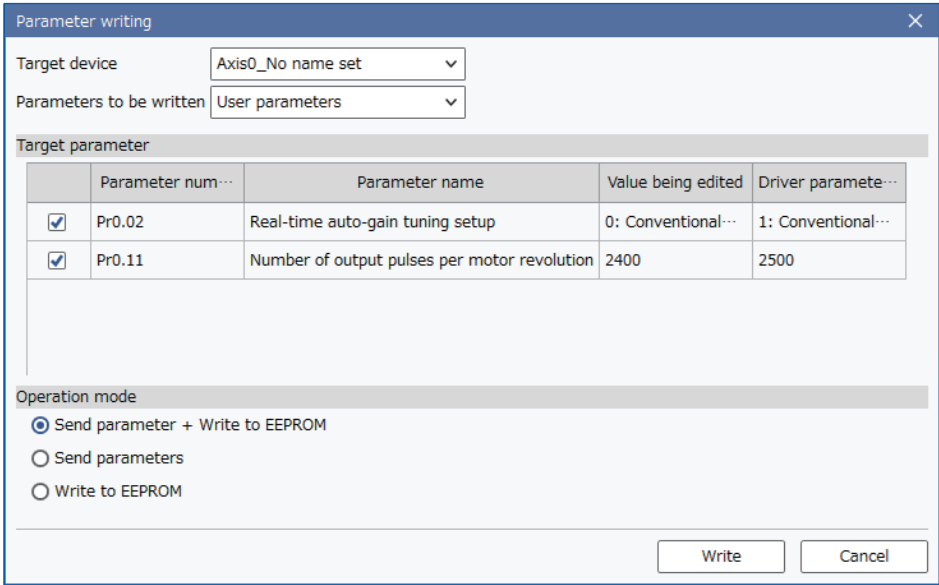 Parameter writing
Target device Axis0_No name set
Parameters to be written User parameters
Target parameter
Parameter num… Parameter name Value being edited Driver paramete…
Pr0.02 Real-time auto-gain tuning setup 0: Conventional… 1: Conventional…
Pr0.11 Number of output pulses per motor revolution 2400 2500
Operation mode
Send parameter + Write to EEPROM
Send parameters
Write to EEPROM
Write Cancel